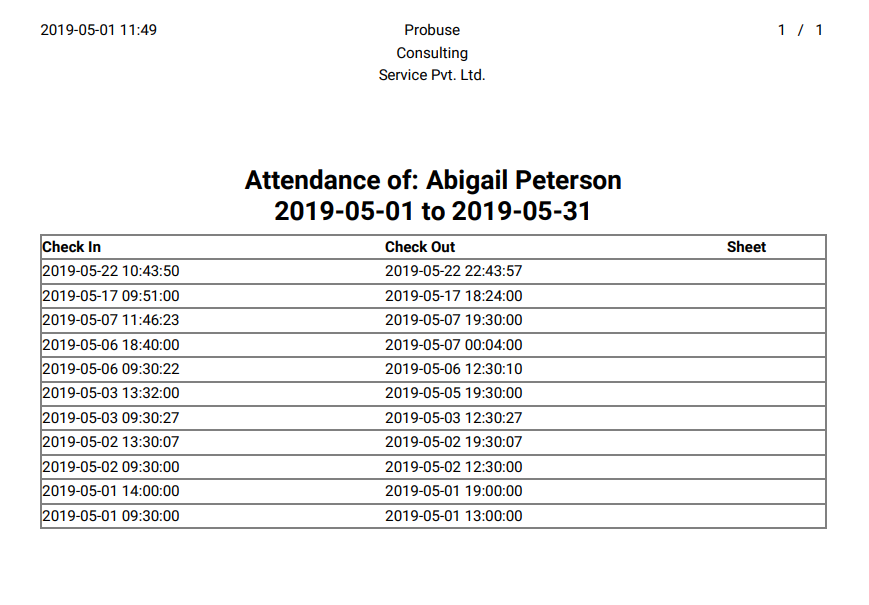 2019-05-01 11:49 Probuse 1 / 1
Consulting
Service Pvt. Ltd.
Attendance of: Abigail Peterson
2019-05-01 to 2019-05-31
Check In Check Out Sheet
2019-05-22 10:43:50 2019-05-22 22:43:57
2019-05-17 09:51:00 2019-05-17 18:24:00
2019-05-07 11:46:23 2019-05-07 19:30:00
2019-05-06 18:40:00 2019-05-07 00:04:00
2019-05-06 09:30:22 2019-05-06 12:30:10
2019-05-03 13:32:00 2019-05-05 19:30:00
2019-05-03 09:30:27 2019-05-03 12:30:27
2019-05-02 13:30:07 2019-05-02 19:30:07
2019-05-02 09:30:00 2019-05-02 12:30:00
2019-05-01 14:00:00 2019-05-01 19:00:00
2019-05-01 09:30:00 2019-05-01 13:00:00